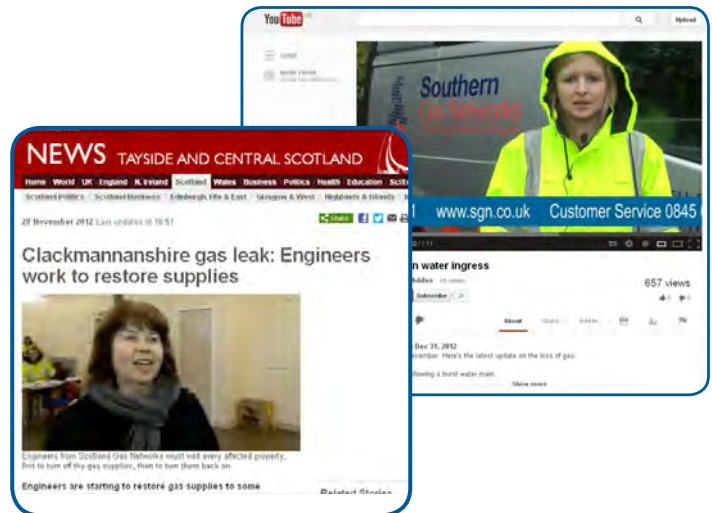 YouTube
Upload
Southern
Gas Networks
www.sgn.co.uk Customer Service 0845
n water ingress
657 views
Subscribe
About
Dec 31, 2012
ecember. Here's the latest update on the loss of gas
llowing a burst water main.
Show more
NEWS TAYSIDE AND CENTRAL SCOTLAND
Home World UK England N. Ireland Scotland Wales Business Politics Health Education
Scotland Politics Scotland Business Edinburgh, Fife & East Glasgow & West Highlands & Islands
29 November 2012 Last updated at 16:51
Share
Clackmannanshire gas leak: Engineers
work to restore supplies
Engineers from Scotland Gas Networks must visit every affected property,
first to turn off the gas supplies, then to turn them back on
Engineers are starting to restore gas supplies to some
Related Stories